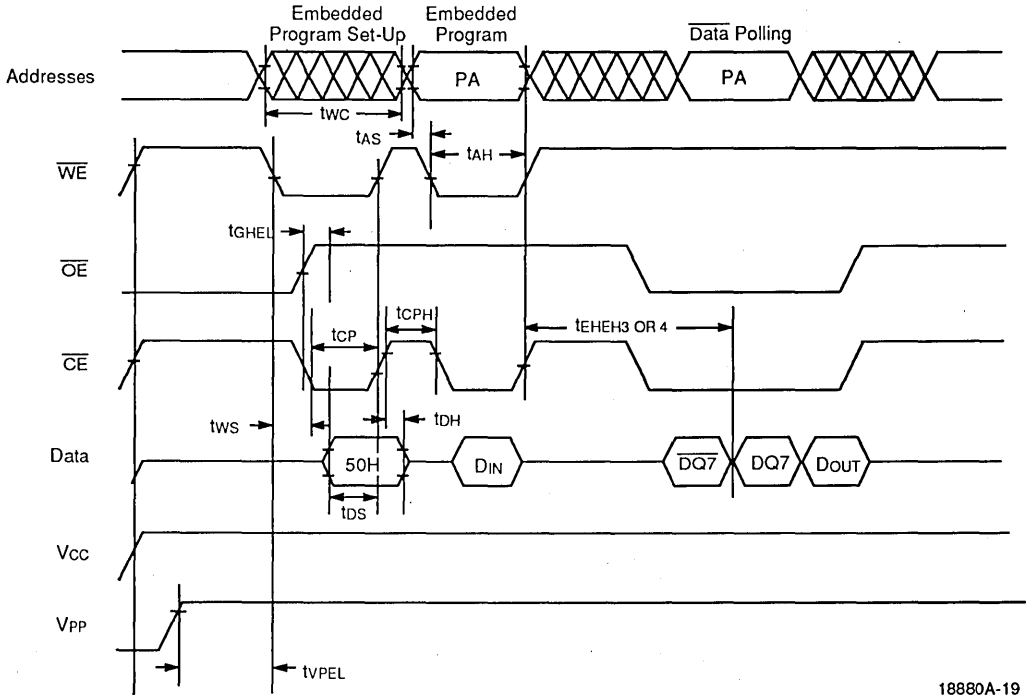 Embedded
Program Set-Up
Embedded
Program
Data Polling
Addresses
PA
PA
tWC
tAS
tAH
WE
tGHEL
OE
tCP
tCPH
tEHEH3 OR 4
CE
tWS
tDH
Data
50H
DIN
DQ7
DQ7
DOUT
tDS
VCC
VPP
tVPEL
18880A-19